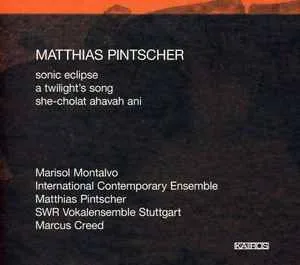 MATTHIAS PINTSCHER
sonic eclipse
a twilight's song
she-cholat ahavah ani
Marisol Montalvo
International Contemporary Ensemble
Matthias Pintscher
SWR Vokalensemble Stuttgart
Marcus Creed
KAIROS